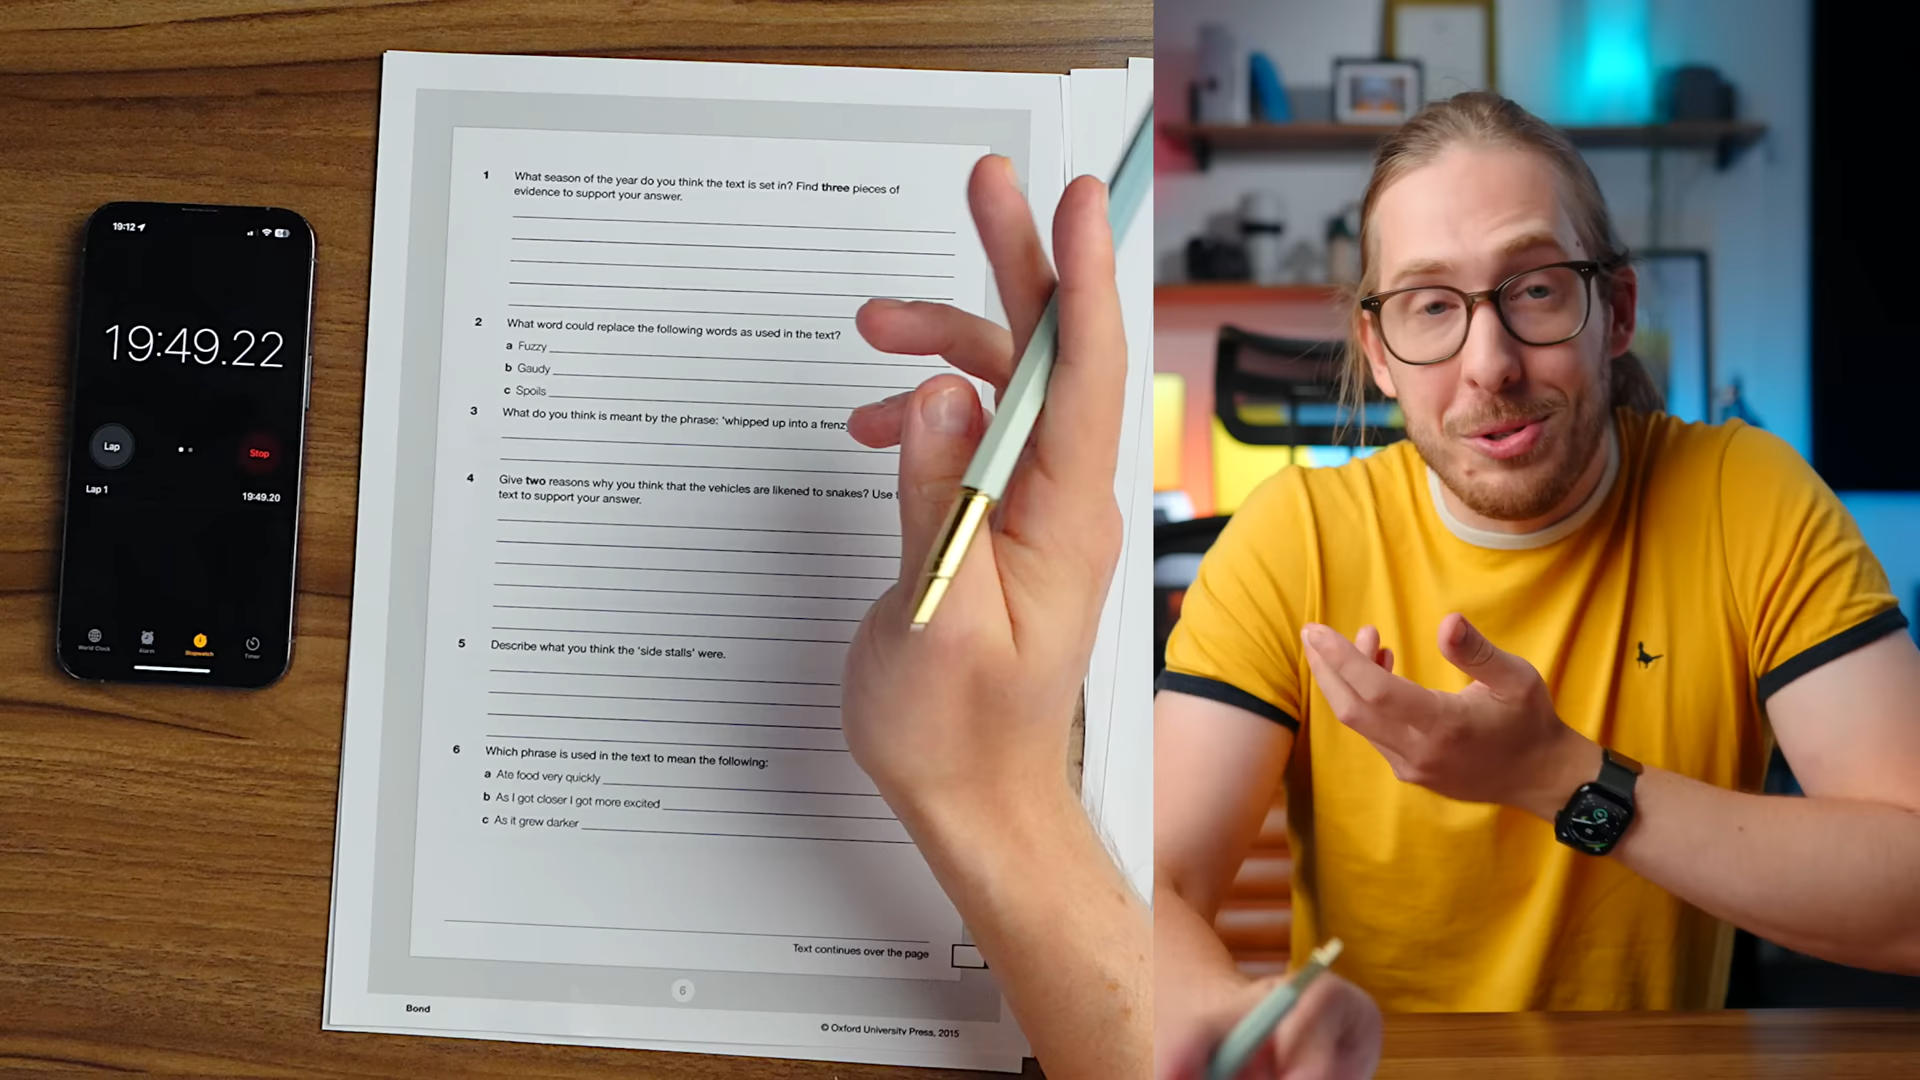 19:12
19:49.22
Lap
Stop
Lap 1
19:49.20
World Clock
Alarm
Stopwatch
Timer
1 What season of the year do you think the text is set in? Find three pieces of
evidence to support your answer.
2 What word could replace the following words as used in the text?
a Fuzzy
b Gaudy
c Spoils
3 What do you think is meant by the phrase: 'whipped up into a frenz
4 Give two reasons why you think that the vehicles are likened to snakes? Use
text to support your answer.
5 Describe what you think the 'side stalls' were.
6 Which phrase is used in the text to mean the following:
a Ate food very quickly
b As I got closer I got more excited
c As it grew darker
Text continues over the page
6
Bond
© Oxford University Press, 2015